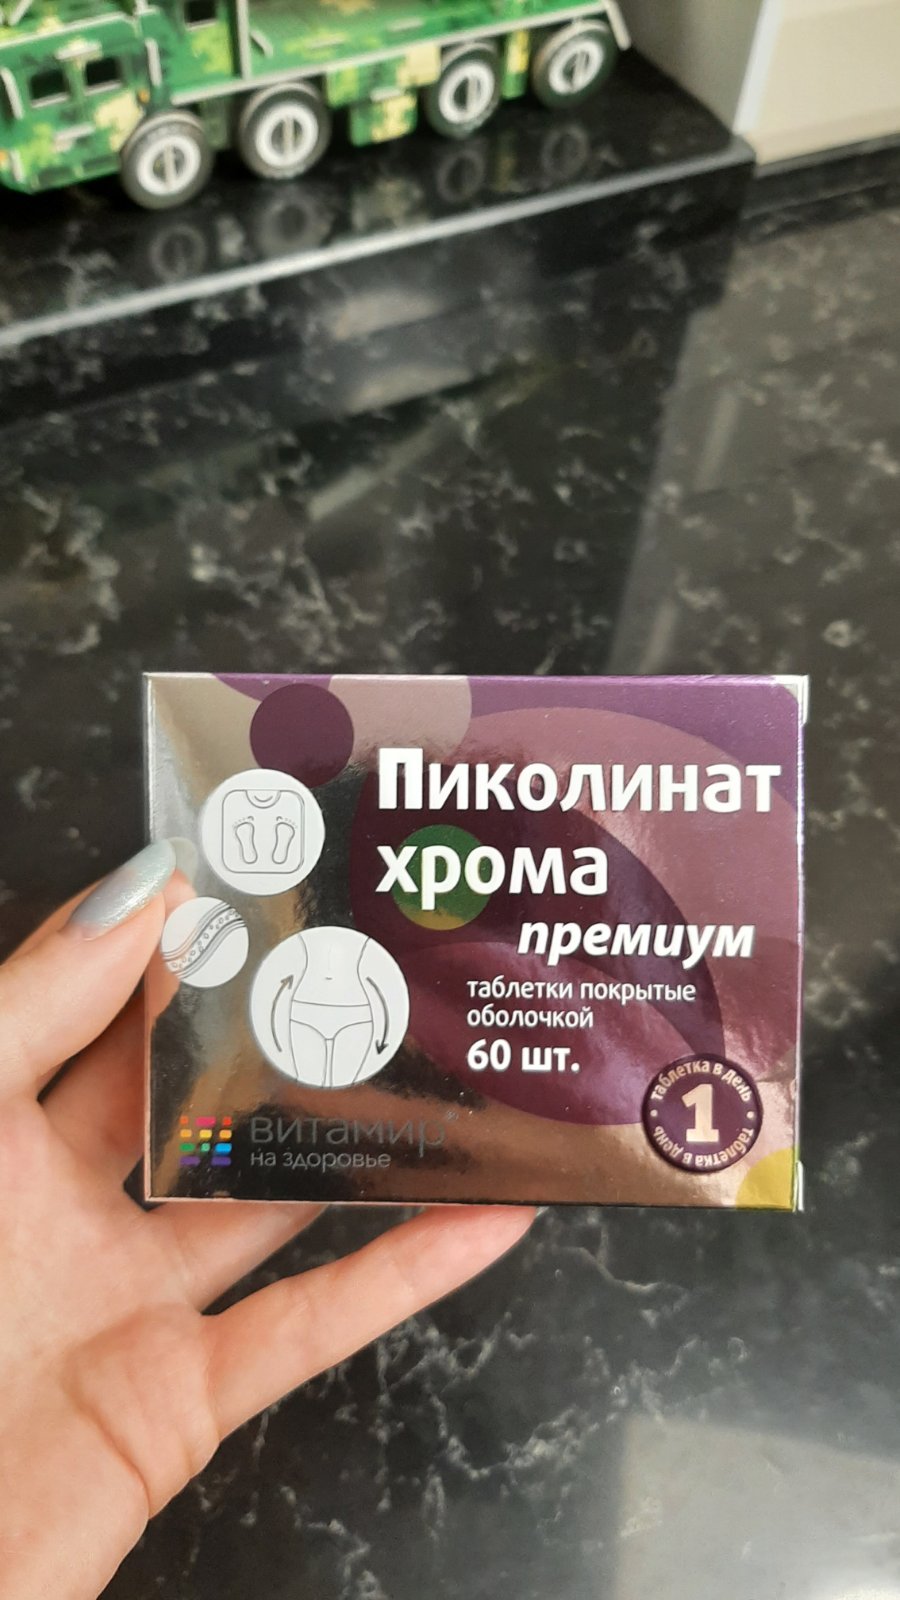 Пиколинат
хрома
премиум
таблетки покрытые
оболочкой
60 шт.
таблетка в день • таблетка в день •
1
ВИТАМИР®
на здоровье